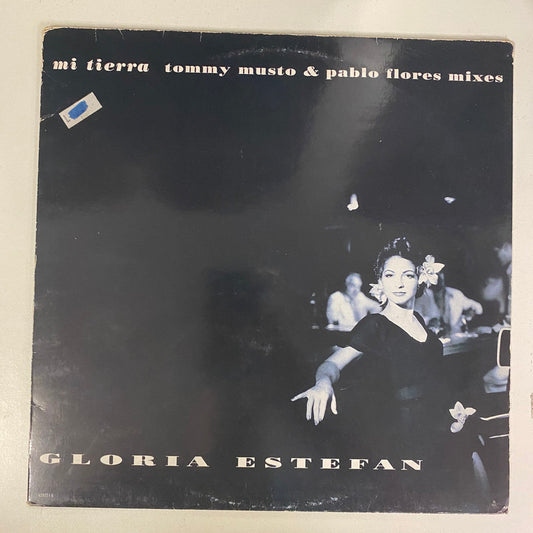 mi tierra tommy musto & pablo flores mixes
GLORIA ESTEFAN